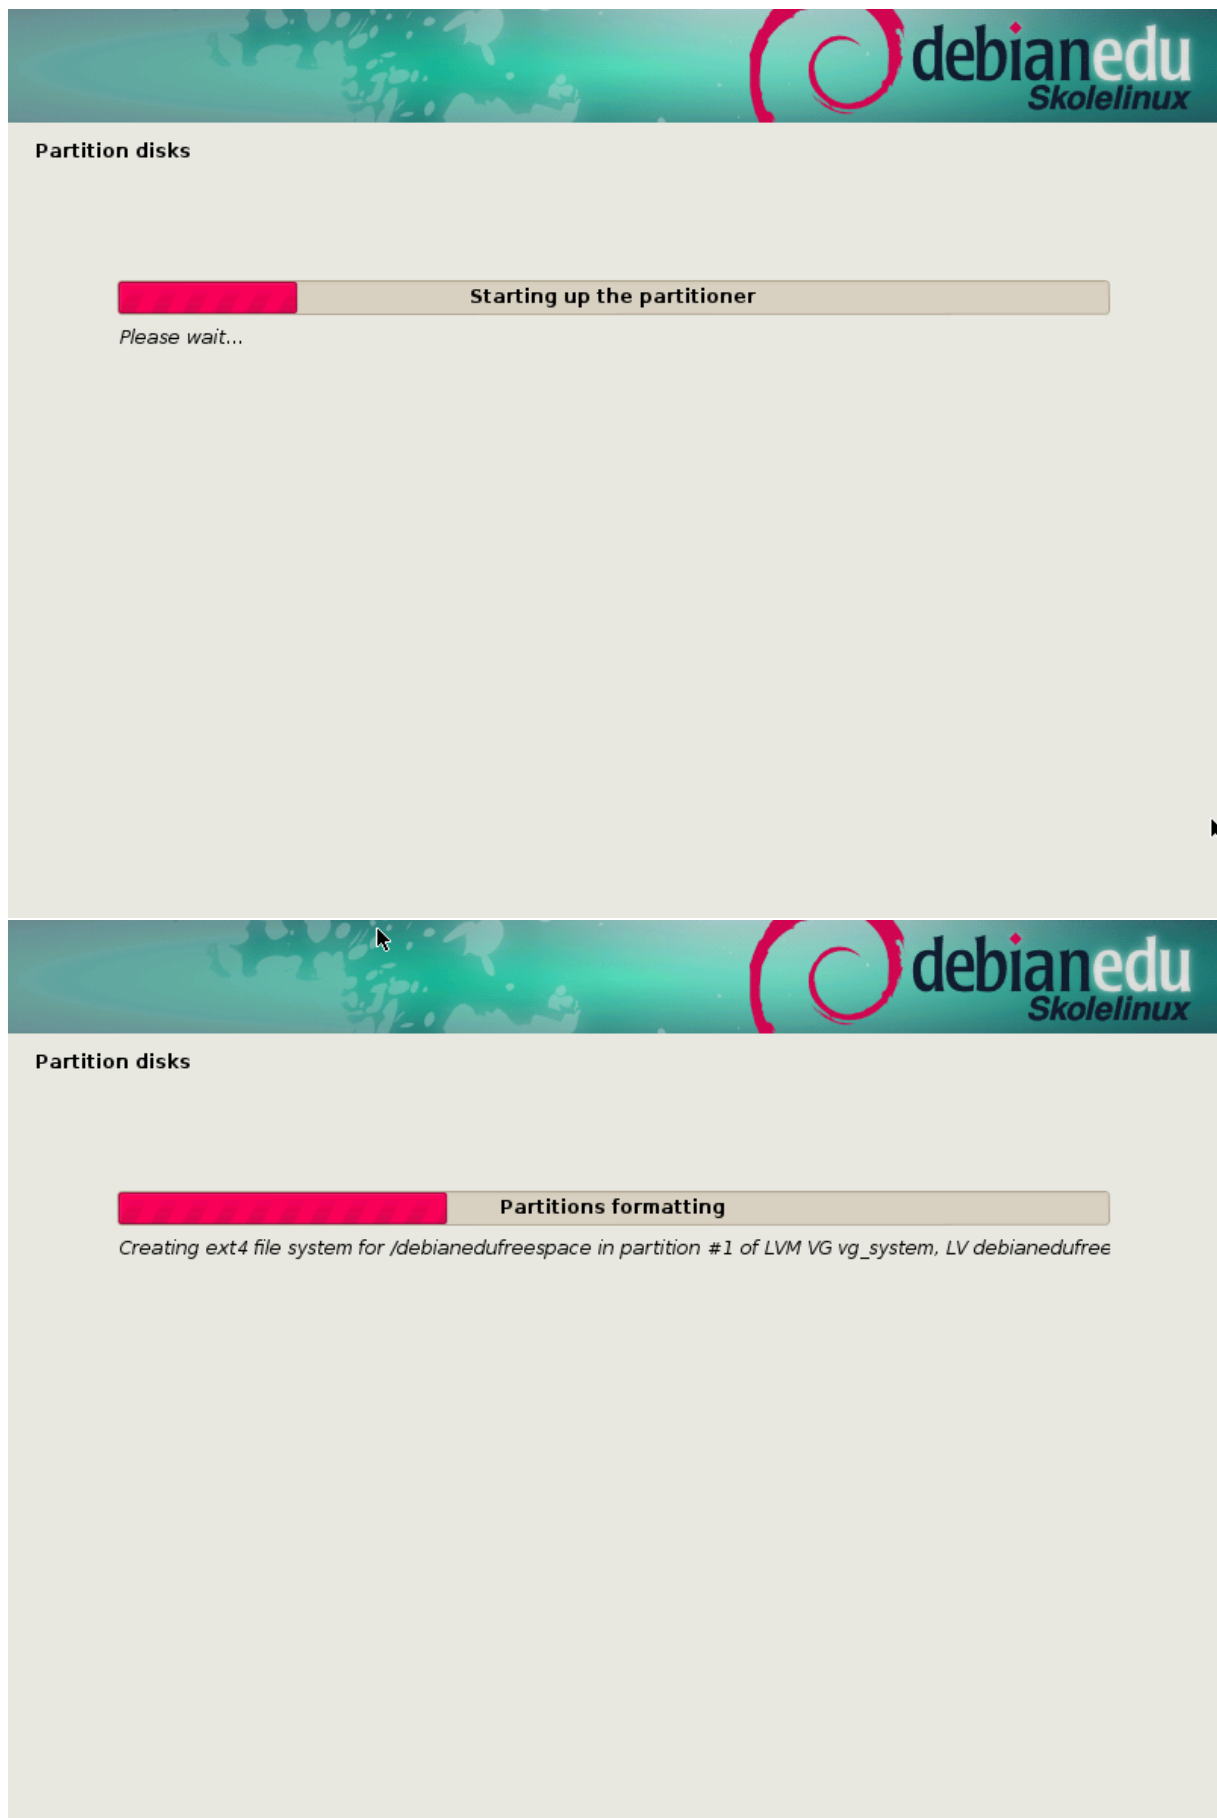 debianedu
Skolelinux
Partition disks
Starting up the partitioner
Please wait...
debianedu
Skolelinux
Partition disks
Partitions formatting
Creating ext4 file system for /debianedufreespace in partition #1 of LVM VG vg_system, LV debianedufree